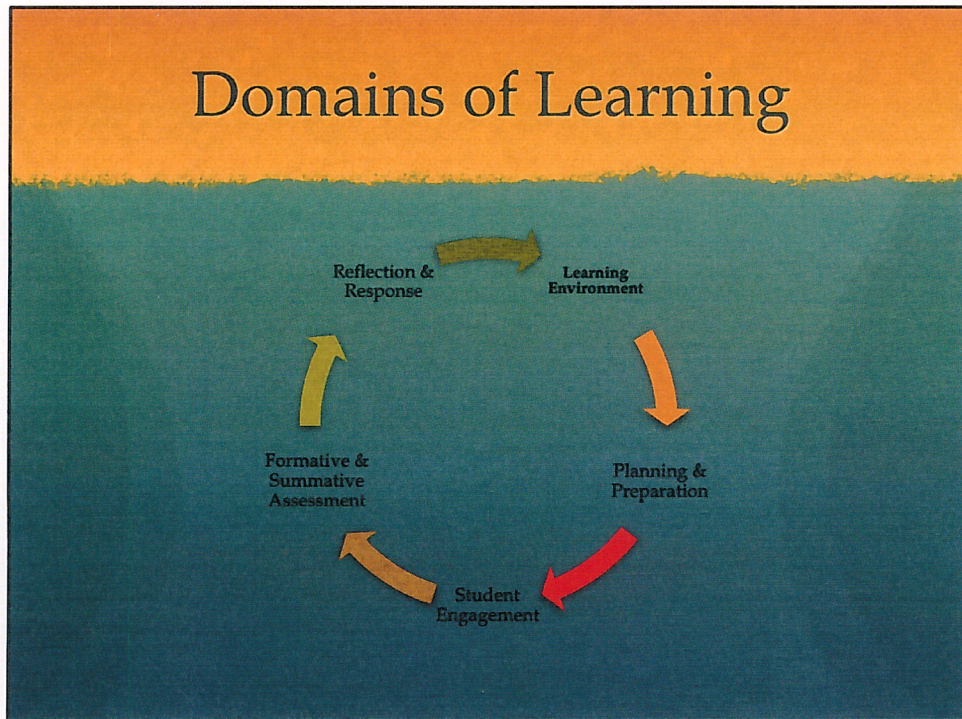 Domains of Learning
Reflection &
Response
Learning
Environment
Formative &
Summative
Assessment
Planning &
Preparation
Student
Engagement